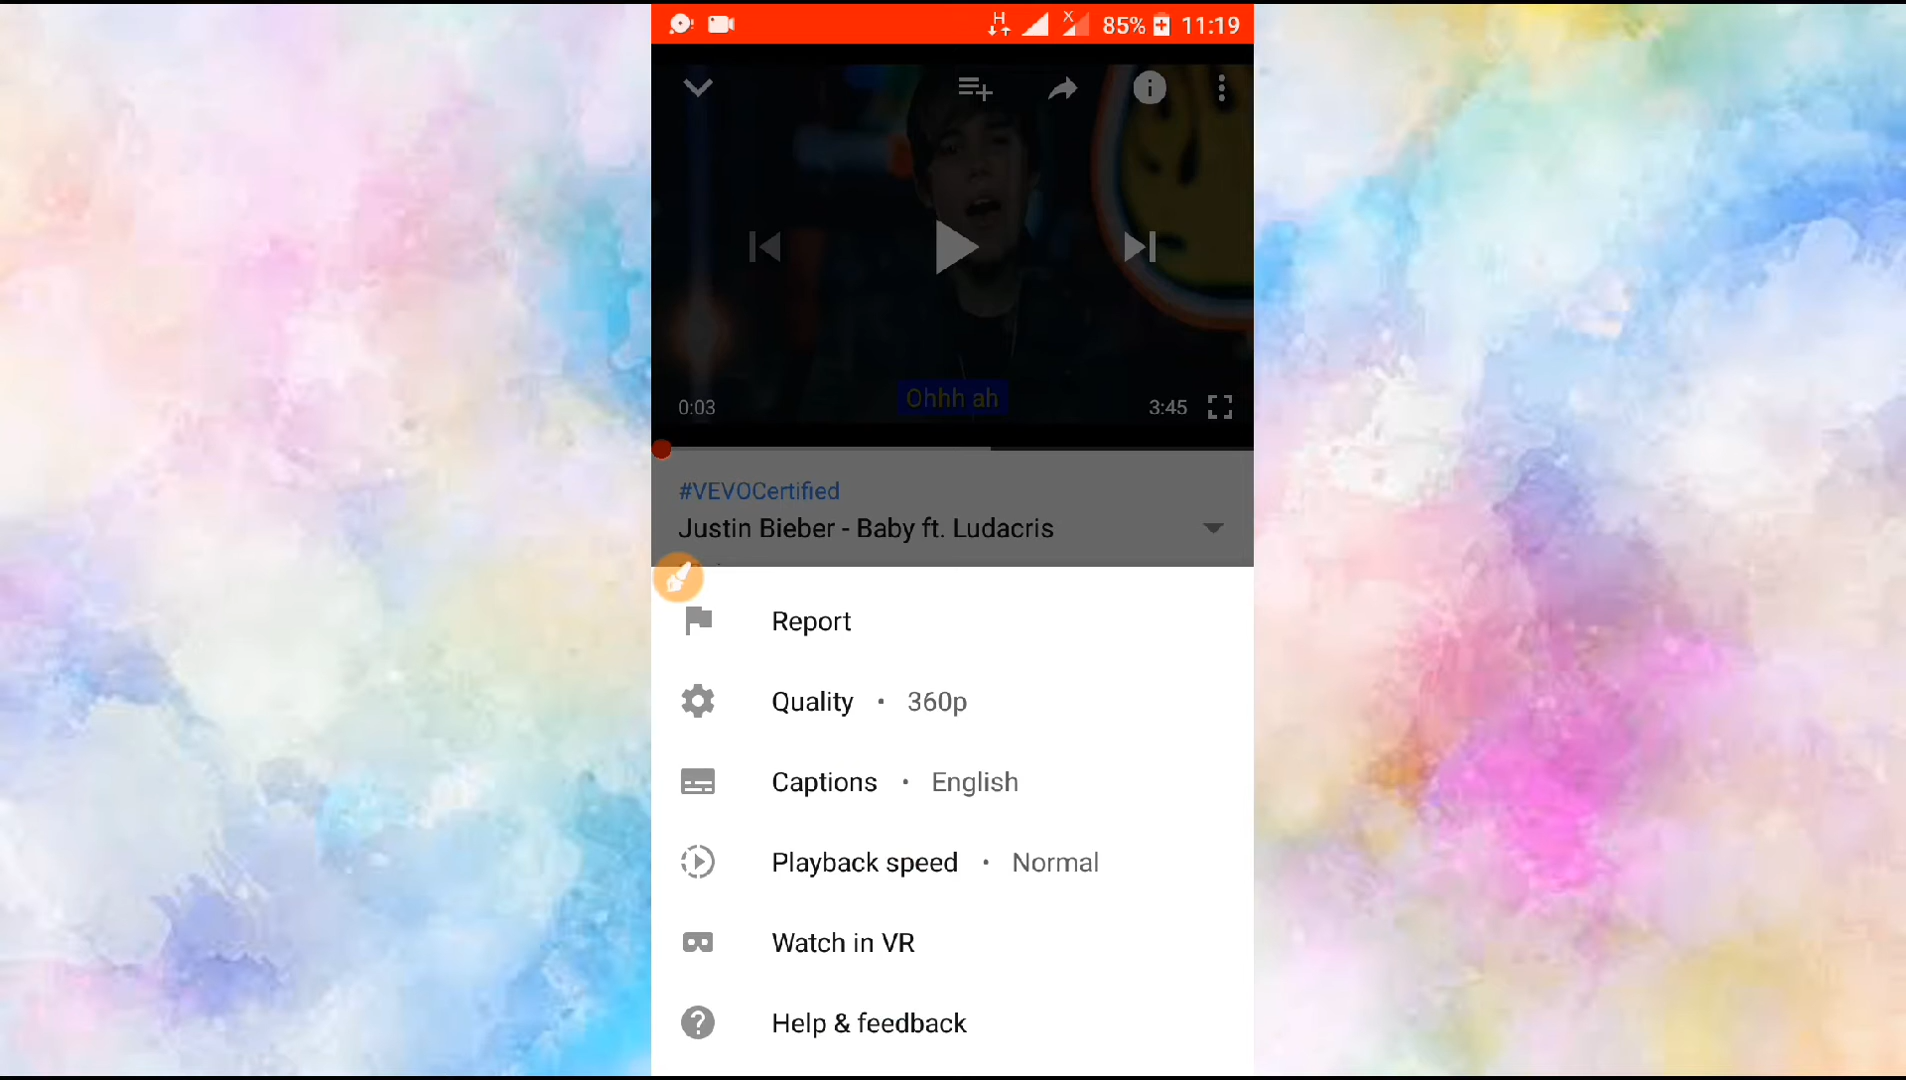 H X 85% 11:19
0:03 Ohhh ah 3:45
#VEVOCertified
Justin Bieber - Baby ft. Ludacris
Report
Quality • 360p
Captions • English
Playback speed • Normal
Watch in VR
Help & feedback